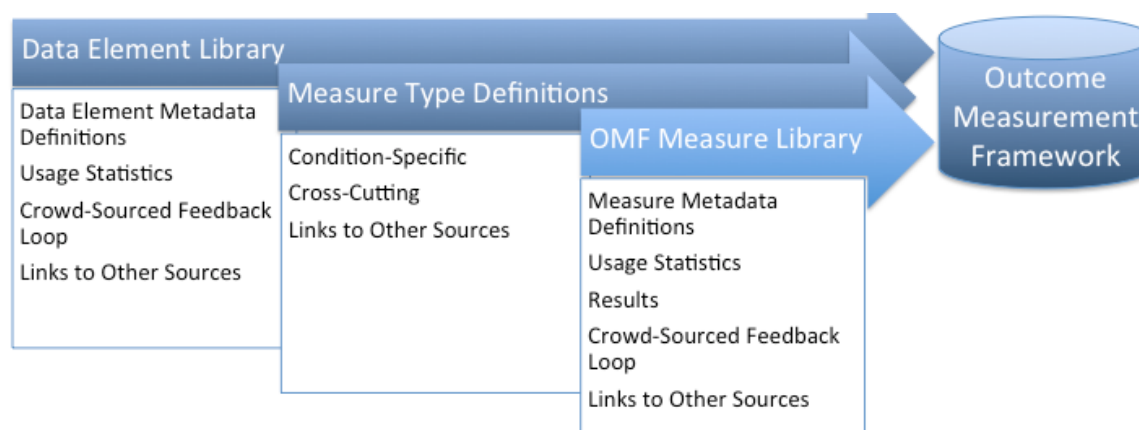 Data Element Library
Data Element Metadata
Definitions
Usage Statistics
Crowd-Sourced Feedback
Loop
Links to Other Sources
Measure Type Definitions
Condition-Specific
Cross-Cutting
Links to Other Sources
OMF Measure Library
Measure Metadata
Definitions
Usage Statistics
Results
Crowd-Sourced Feedback
Loop
Links to Other Sources
Outcome
Measurement
Framework